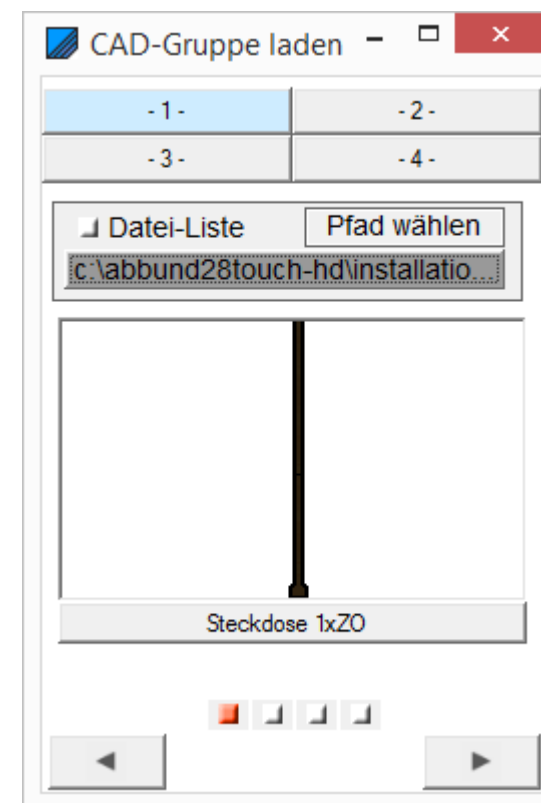 CAD-Gruppe laden
- 1 -
- 2 -
- 3 -
- 4 -
Datei-Liste
Pfad wählen
c:\abbund28touch-hd\installatio...
Steckdose 1xZO